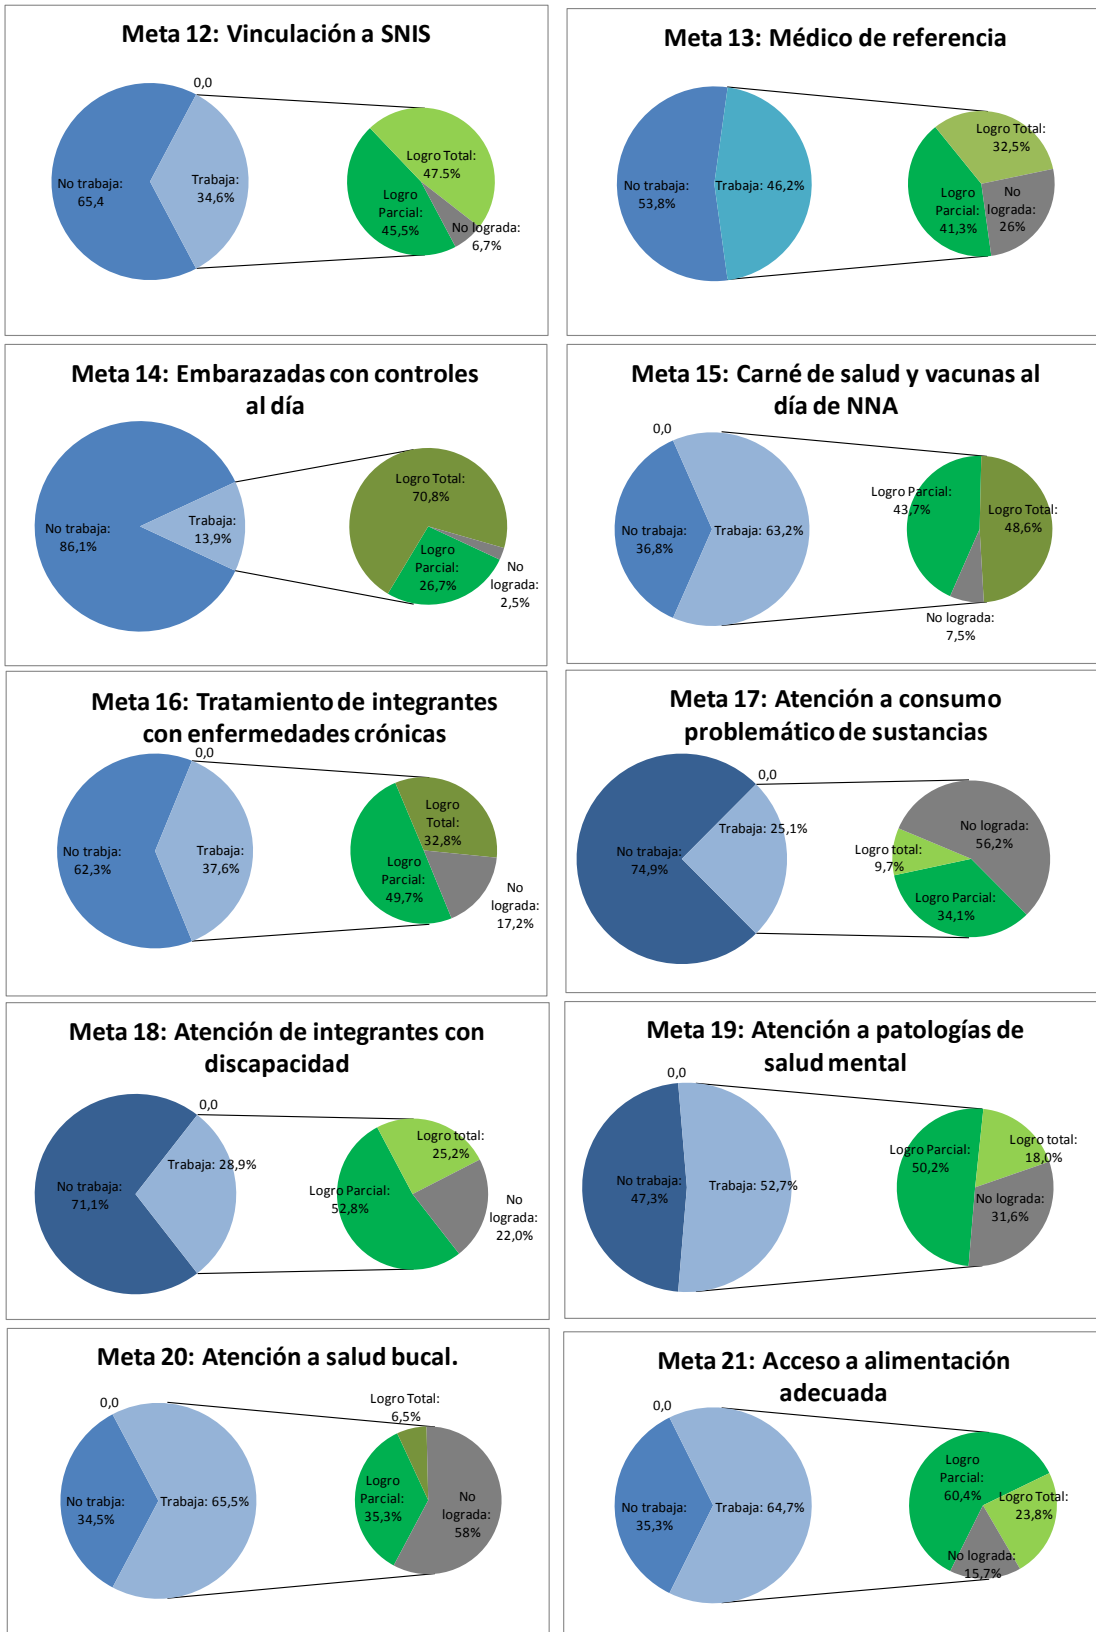 Meta 12: Vinculación a SNIS
0,0
No trabaja:
65,4
Trabaja:
34,6%
Logro Total:
47.5%
Logro
Parcial:
45,5%
No lograda:
6,7%
Meta 13: Médico de referencia
No trabaja:
53,8%
Trabaja: 46,2%
Logro Total:
32,5%
Logro
Parcial:
41,3%
No
lograda:
26%
Meta 14: Embarazadas con controles
al día
No trabaja:
86,1%
Trabaja:
13,9%
Logro Total:
70,8%
Logro
Parcial:
26,7%
No
lograda:
2,5%
Meta 15: Carné de salud y vacunas al
día de NNA
0,0
No trabaja:
36,8%
Trabaja: 63,2%
Logro Parcial:
43,7%
Logro Total:
48,6%
No lograda:
7,5%
Meta 16: Tratamiento de integrantes
con enfermedades crónicas
0,0
No trabja:
62,3%
Trabaja:
37,6%
Logro
Total:
32,8%
Logro
Parcial:
49,7%
No
lograda:
17,2%
Meta 17: Atención a consumo
problemático de sustancias
0,0
No trabaja:
74,9%
Trabaja: 25,1%
No lograda:
56,2%
Logro total:
9,7%
Logro Parcial:
34,1%
Meta 18: Atención de integrantes con
discapacidad
0,0
No trabaja:
71,1%
Trabaja: 28,9%
Logro total:
25,2%
Logro Parcial:
52,8%
No
lograda:
22,0%
Meta 19: Atención a patologías de
salud mental
0,0
No trabaja:
47,3%
Trabaja: 52,7%
Logro Parcial:
50,2%
Logro total:
18,0%
No lograda:
31,6%
Meta 20: Atención a salud bucal.
0,0
No trabja:
34,5%
Trabaja: 65,5%
Logro Total:
6,5%
Logro
Parcial:
35,3%
No
lograda:
58%
Meta 21: Acceso a alimentación
adecuada
0,0
No trabaja:
35,3%
Trabaja: 64,7%
Logro
Parcial:
60,4%
Logro Total:
23,8%
No lograda:
15,7%